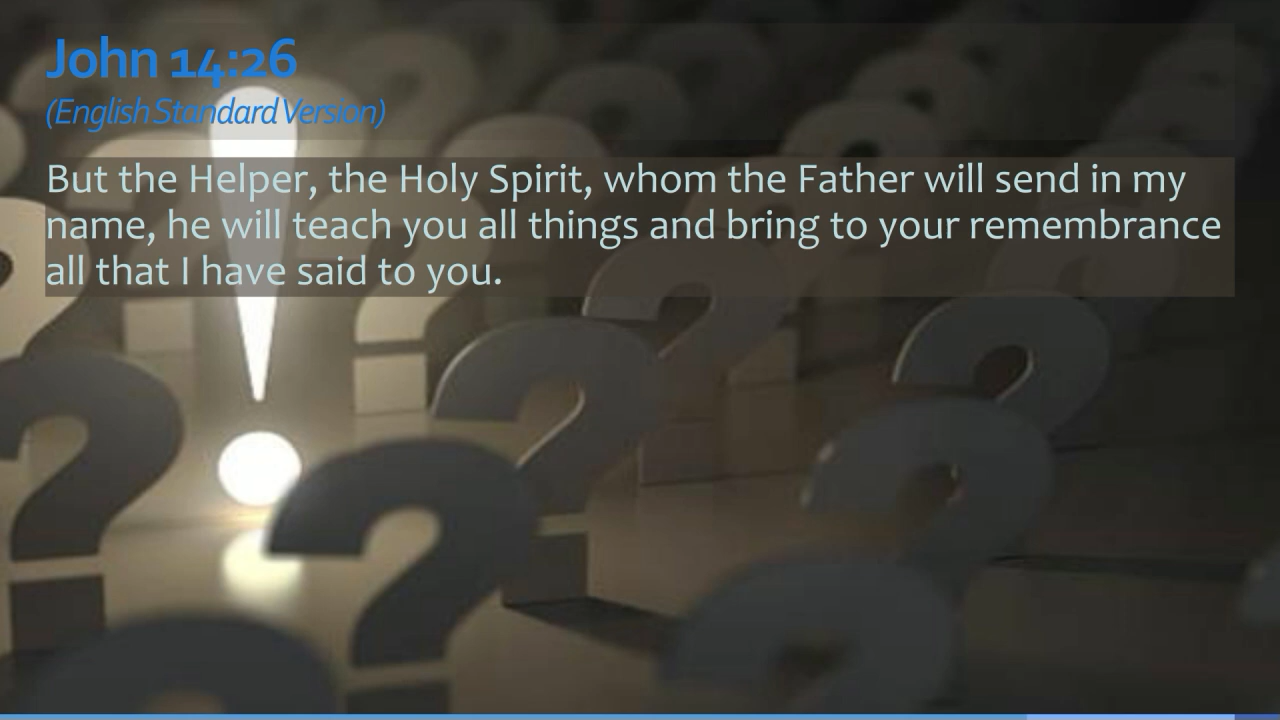 John 14:26
(English Standard Version)
But the Helper, the Holy Spirit, whom the Father will send in my
name, he will teach you all things and bring to your remembrance
all that I have said to you.